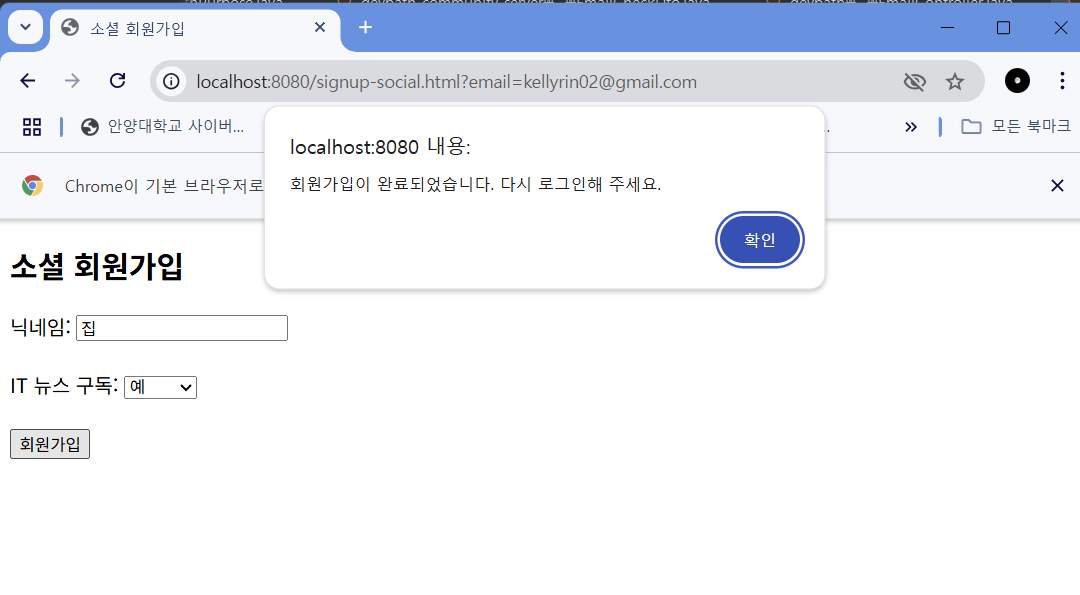 소셜 회원가입
localhost:8080/signup-social.html?email=kellyrin02@gmail.com
안양대학교 사이버...
모든 북마크
Chrome이 기본 브라우저로
localhost:8080 내용:
회원가입이 완료되었습니다. 다시 로그인해 주세요.
확인
소셜 회원가입
닉네임: 집
IT 뉴스 구독: 예
회원가입